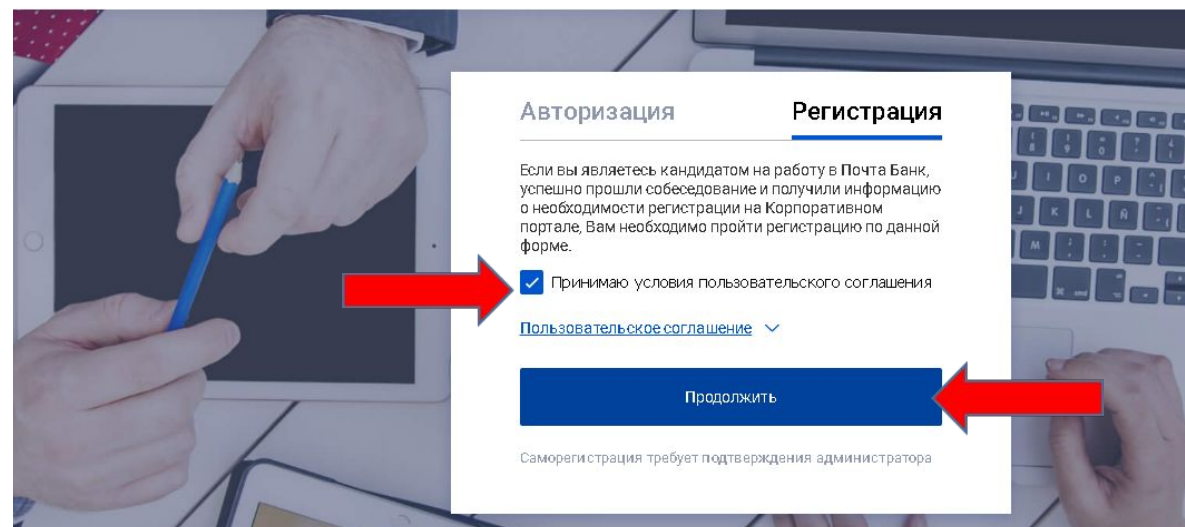 Авторизация Регистрация
Если вы являетесь кандидатом на работу в Почта Банк,
успешно прошли собеседование и получили информацию
о необходимости регистрации на Корпоративном
портале, Вам необходимо пройти регистрацию по данной
форме.
Принимаю условия пользовательского соглашения
Пользовательское соглашение
Продолжить
Саморегистрация требует подтверждения администратора